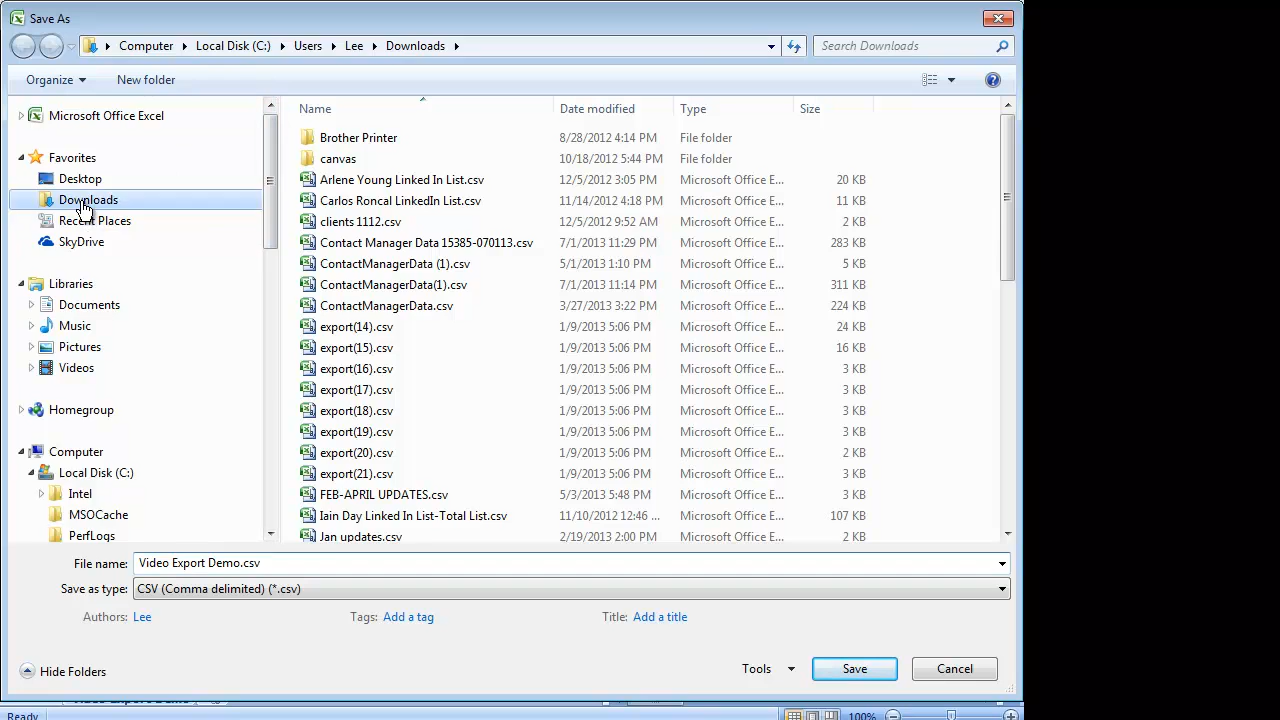 Save As
Computer Local Disk (C:) Users Lee Downloads Search Downloads
Organize New folder
Name Date modified Type Size
Microsoft Office Excel
Favorites
Desktop
Downloads
Recent Places
SkyDrive
Libraries
Documents
Music
Pictures
Videos
Homegroup
Computer
Local Disk (C:)
Intel
MSOCache
PerfLogs
Brother Printer 8/28/2012 4:14 PM File folder
canvas 10/18/2012 5:44 PM File folder
Arlene Young Linked In List.csv 12/5/2012 3:05 PM Microsoft Office E... 20 KB
Carlos Roncal LinkedIn List.csv 11/14/2012 4:18 PM Microsoft Office E... 11 KB
clients 1112.csv 12/5/2012 9:52 AM Microsoft Office E... 2 KB
Contact Manager Data 15385-070113.csv 7/1/2013 11:29 PM Microsoft Office E... 283 KB
ContactManagerData (1).csv 5/1/2013 1:10 PM Microsoft Office E... 5 KB
ContactManagerData(1).csv 7/1/2013 11:14 PM Microsoft Office E... 311 KB
ContactManagerData.csv 3/27/2013 3:22 PM Microsoft Office E... 224 KB
export(14).csv 1/9/2013 5:06 PM Microsoft Office E... 24 KB
export(15).csv 1/9/2013 5:06 PM Microsoft Office E... 16 KB
export(16).csv 1/9/2013 5:06 PM Microsoft Office E... 3 KB
export(17).csv 1/9/2013 5:06 PM Microsoft Office E... 3 KB
export(18).csv 1/9/2013 5:06 PM Microsoft Office E... 3 KB
export(19).csv 1/9/2013 5:06 PM Microsoft Office E... 3 KB
export(20).csv 1/9/2013 5:06 PM Microsoft Office E... 2 KB
export(21).csv 1/9/2013 5:06 PM Microsoft Office E... 3 KB
FEB-APRIL UPDATES.csv 5/3/2013 5:48 PM Microsoft Office E... 3 KB
Iain Day Linked In List-Total List.csv 11/10/2012 12:46 ... Microsoft Office E... 107 KB
Jan updates.csv 2/19/2013 2:00 PM Microsoft Office E... 2 KB
File name: Video Export Demo.csv
Save as type: CSV (Comma delimited) (*.csv)
Authors: Lee Tags: Add a tag Title: Add a title
Hide Folders Tools Save Cancel
Ready 100%